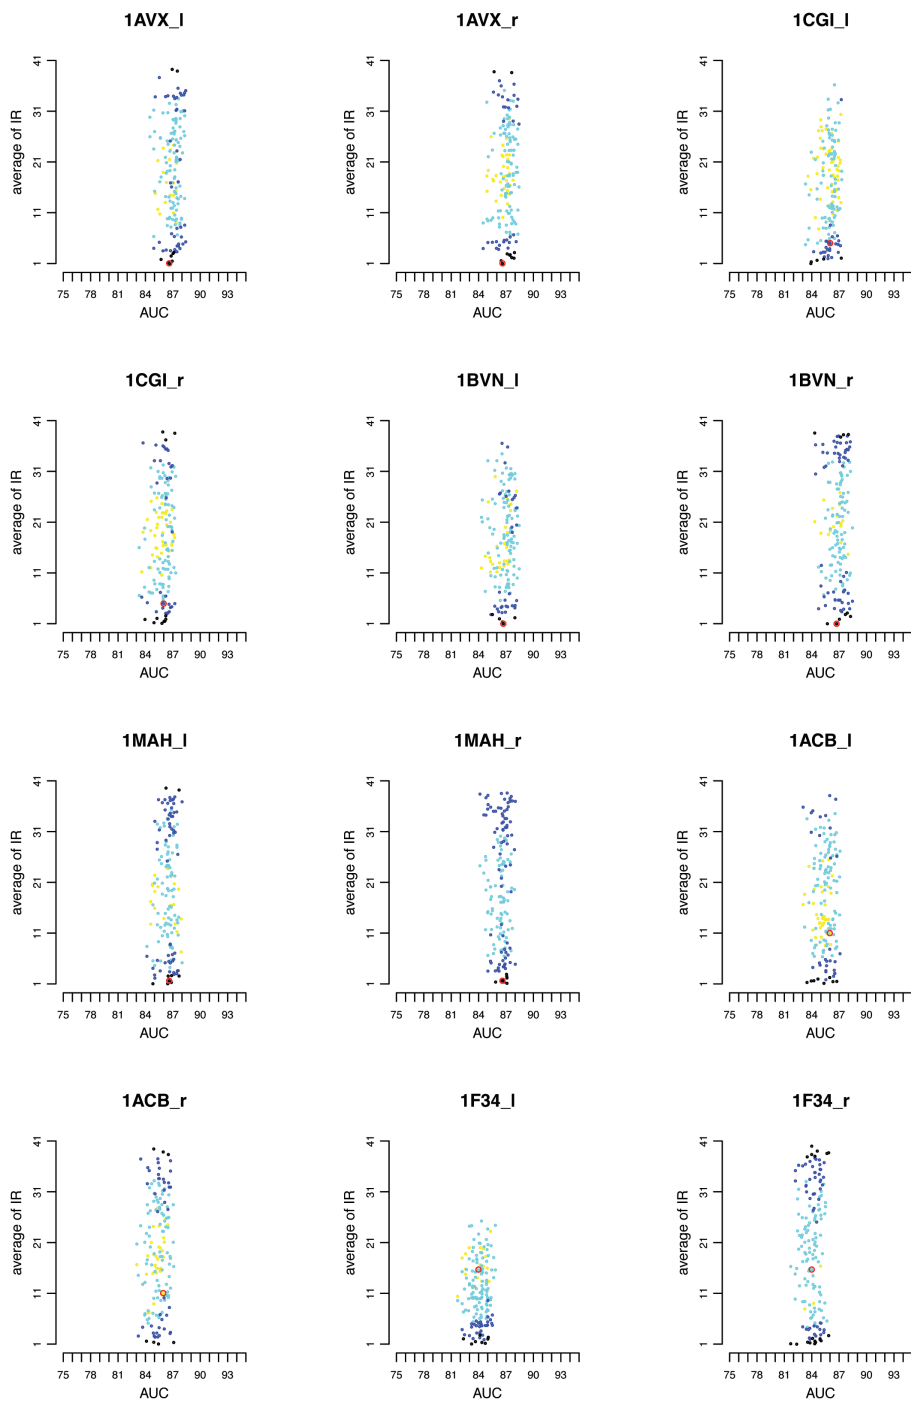 1AVX_l
1AVX_r
1CGI_l
average of IR
1 11 21 31 41
75 78 81 84 87 90 93
AUC
average of IR
1 11 21 31 41
75 78 81 84 87 90 93
AUC
average of IR
1 11 21 31 41
75 78 81 84 87 90 93
AUC
1CGI_r
1BVN_l
1BVN_r
average of IR
1 11 21 31 41
75 78 81 84 87 90 93
AUC
average of IR
1 11 21 31 41
75 78 81 84 87 90 93
AUC
average of IR
1 11 21 31 41
75 78 81 84 87 90 93
AUC
1MAH_l
1MAH_r
1ACB_l
average of IR
1 11 21 31 41
75 78 81 84 87 90 93
AUC
average of IR
1 11 21 31 41
75 78 81 84 87 90 93
AUC
average of IR
1 11 21 31 41
75 78 81 84 87 90 93
AUC
1ACB_r
1F34_l
1F34_r
average of IR
1 11 21 31 41
75 78 81 84 87 90 93
AUC
average of IR
1 11 21 31 41
75 78 81 84 87 90 93
AUC
average of IR
1 11 21 31 41
75 78 81 84 87 90 93
AUC